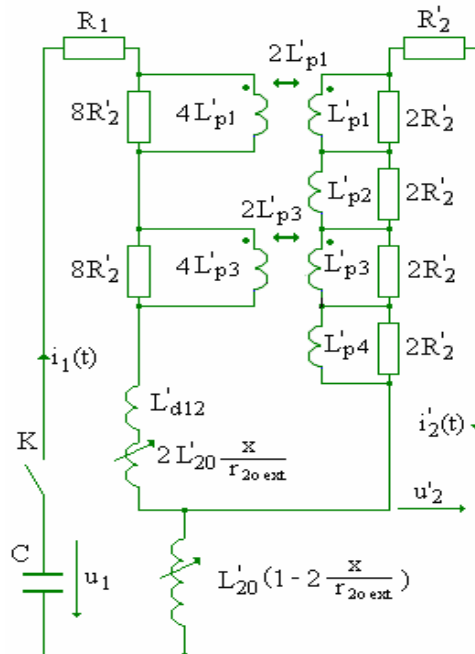 R₁ R'₂
2L'p1
8R'₂ 4L'p1 L'p1 2R'₂
L'p2 2R'₂
2L'p3
8R'₂ 4L'p3 L'p3 2R'₂
L'p4 2R'₂
i₁(t)
L'd12
i'₂(t)
K
2L'20 x/r2o ext
u'₂
C
u₁
L'20(1-2 x/r2o ext)